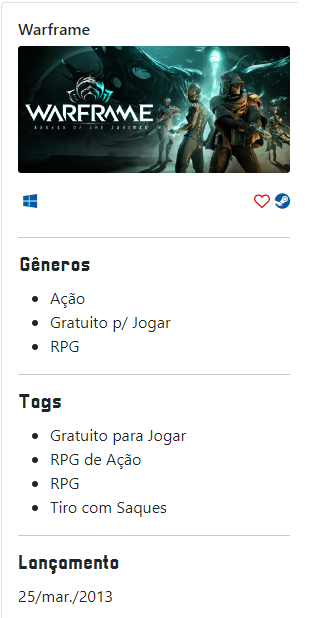 Warframe
WARFRAME
Gêneros
Ação
Gratuito p/ Jogar
RPG
Tags
Gratuito para Jogar
RPG de Ação
RPG
Tiro com Saques
Lançamento
25/mar./2013